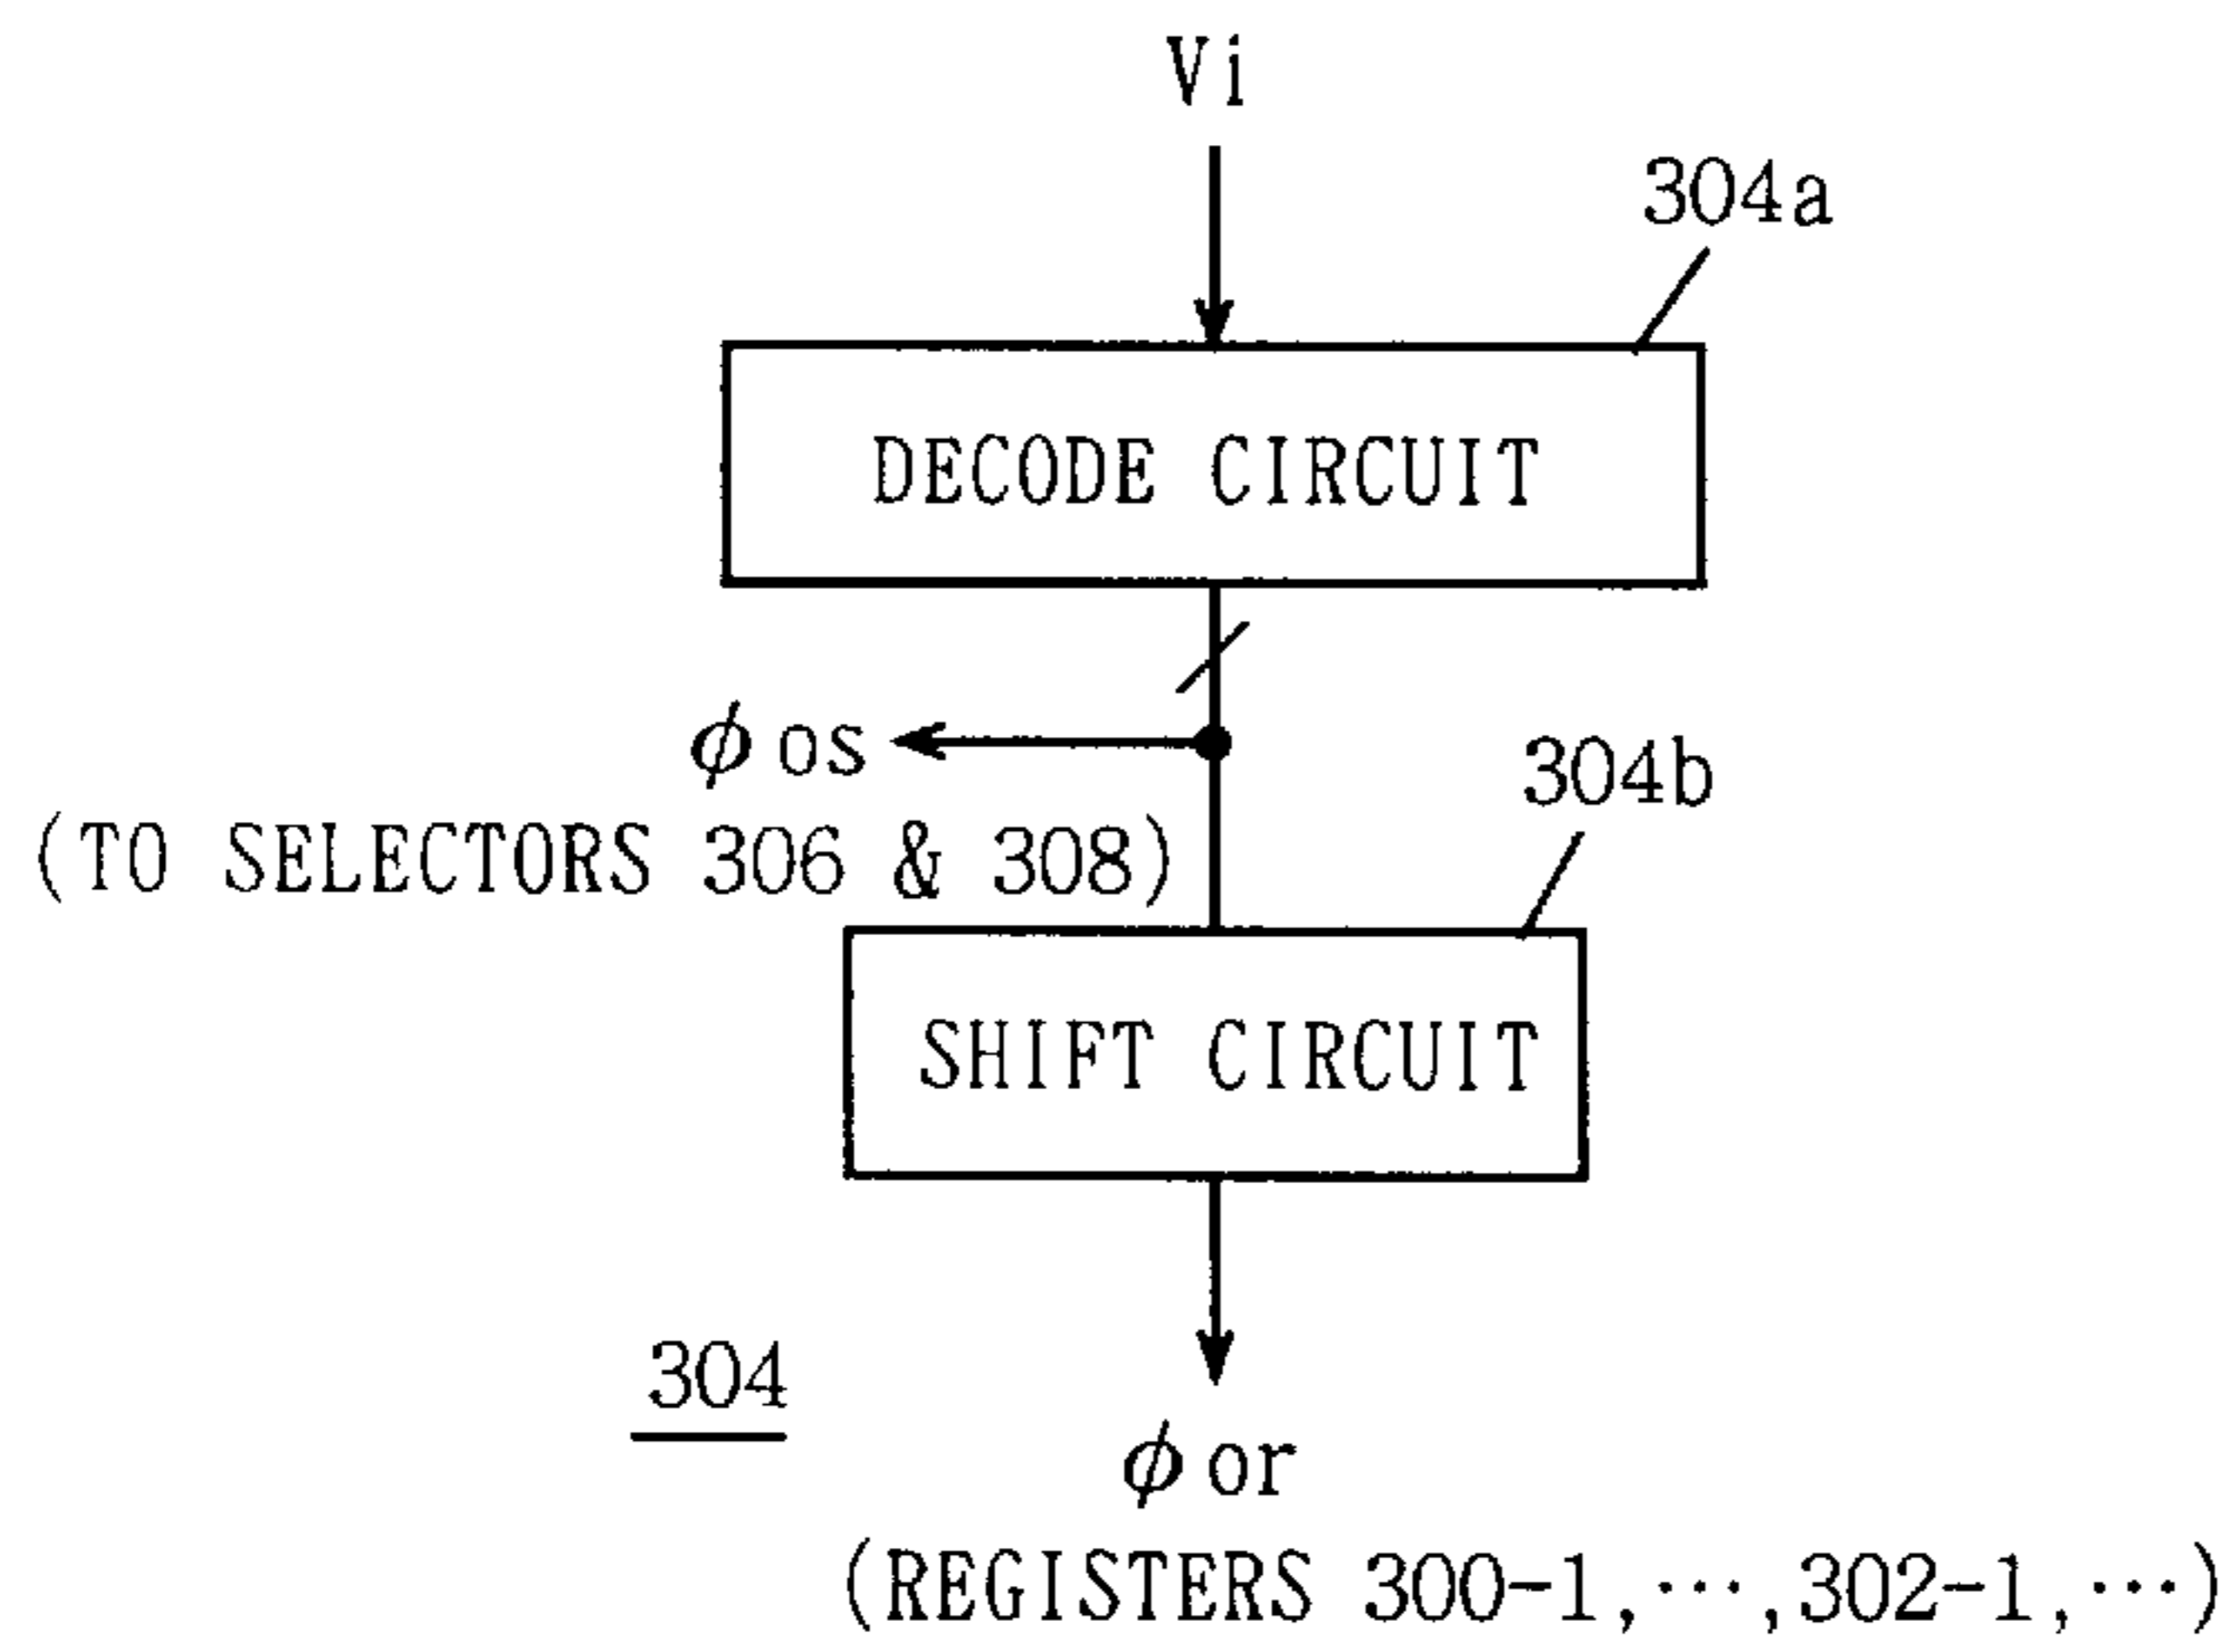 Vi
304a
DECODE CIRCUIT
ϕos
304b
(TO SELECTORS 306 & 308)
SHIFT CIRCUIT
304
ϕor
(REGISTERS 300-1,···,302-1,···)